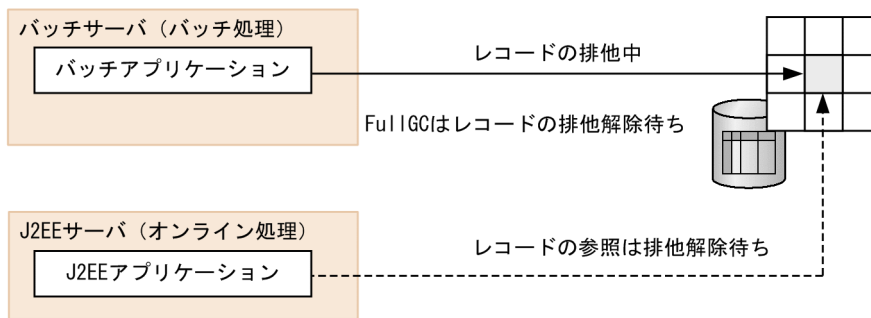 バッチサーバ（バッチ処理）
バッチアプリケーション
レコードの排他中
FullGCはレコードの排他解除待ち
J2EEサーバ（オンライン処理）
J2EEアプリケーション
レコードの参照は排他解除待ち